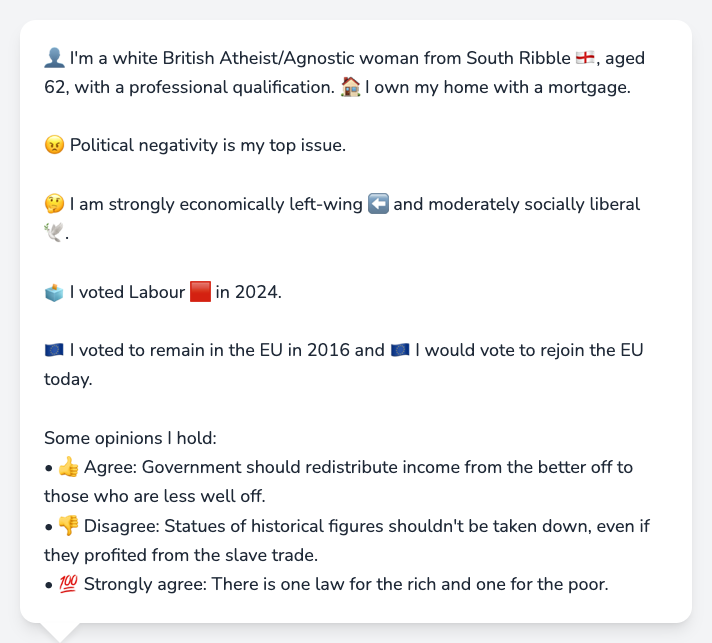 👤 I'm a white British Atheist/Agnostic woman from South Ribble 🏴󠁧󠁢󠁥󠁮󠁧󠁿, aged
62, with a professional qualification. 🏠 I own my home with a mortgage.
😠 Political negativity is my top issue.
🤔 I am strongly economically left-wing ⬅️ and moderately socially liberal
🕊️.
🗳️ I voted Labour 🟥 in 2024.
🇪🇺 I voted to remain in the EU in 2016 and 🇪🇺 I would vote to rejoin the EU
today.
Some opinions I hold:
• 👍 Agree: Government should redistribute income from the better off to
those who are less well off.
• 👎 Disagree: Statues of historical figures shouldn't be taken down, even if
they profited from the slave trade.
• 💯 Strongly agree: There is one law for the rich and one for the poor.